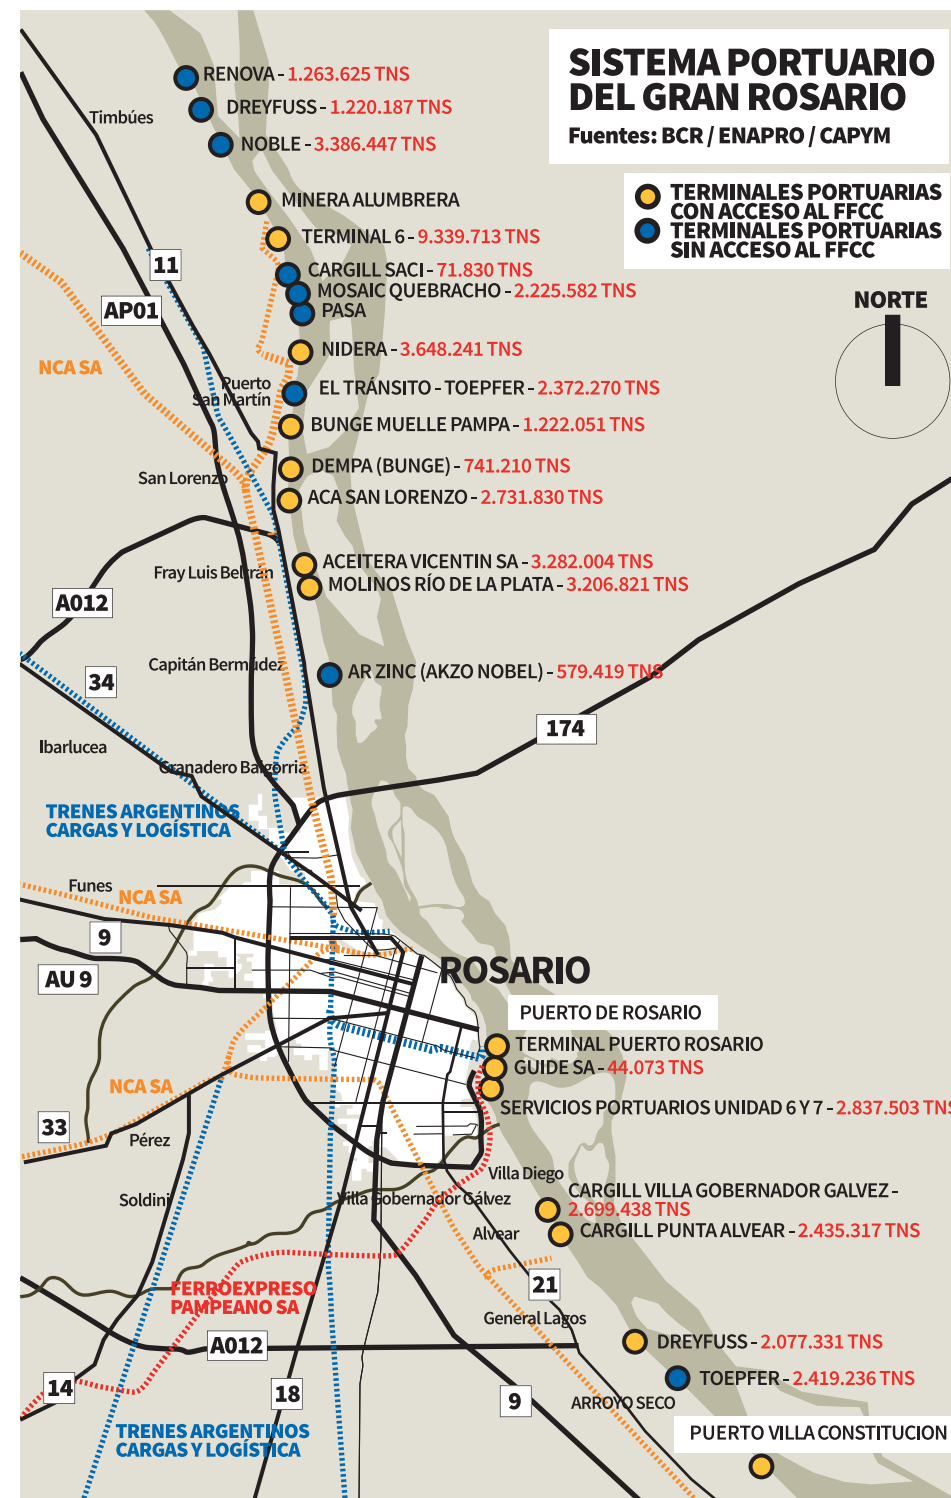 SISTEMA PORTUARIO
DEL GRAN ROSARIO
Fuentes: BCR / ENAPRO / CAPYM
TERMINALES PORTUARIAS
CON ACCESO AL FFCC
TERMINALES PORTUARIAS
SIN ACCESO AL FFCC
NORTE
RENOVA - 1.263.625 TNS
DREYFUSS - 1.220.187 TNS
Timbúes
NOBLE - 3.386.447 TNS
MINERA ALUMBRERA
TERMINAL 6 - 9.339.713 TNS
11
CARGILL SACI - 71.830 TNS
MOSAIC QUEBRACHO - 2.225.582 TNS
AP01
PASA
NIDERA - 3.648.241 TNS
NCA SA
Puerto
San Martín
EL TRÁNSITO - TOEPFER - 2.372.270 TNS
BUNGE MUELLE PAMPA - 1.222.051 TNS
DEMPA (BUNGE) - 741.210 TNS
San Lorenzo
ACA SAN LORENZO - 2.731.830 TNS
ACEITERA VICENTIN SA - 3.282.004 TNS
Fray Luis Beltrán
MOLINOS RÍO DE LA PLATA - 3.206.821 TNS
A012
Capitán Bermúdez
AR ZINC (AKZO NOBEL) - 579.419 TNS
34
174
Ibarlucea
Granadero Baigorria
TRENES ARGENTINOS
CARGAS Y LOGÍSTICA
Funes
NCA SA
9
AU 9
ROSARIO
PUERTO DE ROSARIO
TERMINAL PUERTO ROSARIO
GUIDE SA - 44.073 TNS
NCA SA
SERVICIOS PORTUARIOS UNIDAD 6 Y 7 - 2.837.503 TNS
33
Pérez
Villa Diego
Soldini
Villa Gobernador Gálvez
CARGILL VILLA GOBERNADOR GALVEZ -
2.699.438 TNS
Alvear
CARGILL PUNTA ALVEAR - 2.435.317 TNS
21
FERROEXPRESO
PAMPEANO SA
General Lagos
A012
DREYFUSS - 2.077.331 TNS
TOEPFER - 2.419.236 TNS
14
18
9
ARROYO SECO
TRENES ARGENTINOS
CARGAS Y LOGÍSTICA
PUERTO VILLA CONSTITUCION